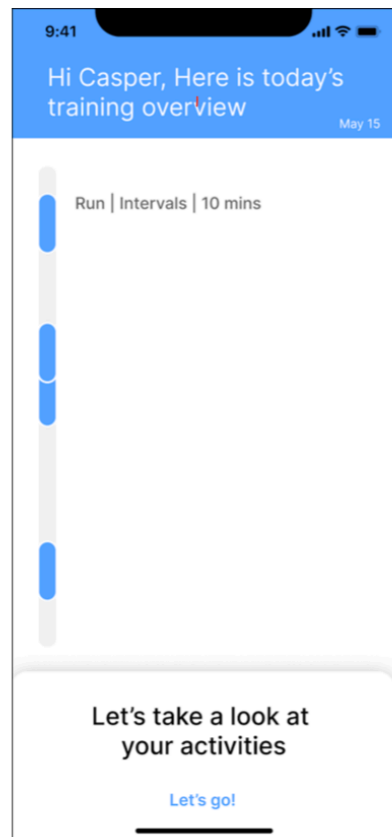 9:41
Hi Casper, Here is today's
training overview
May 15
Run | Intervals | 10 mins
Let's take a look at
your activities
Let's go!